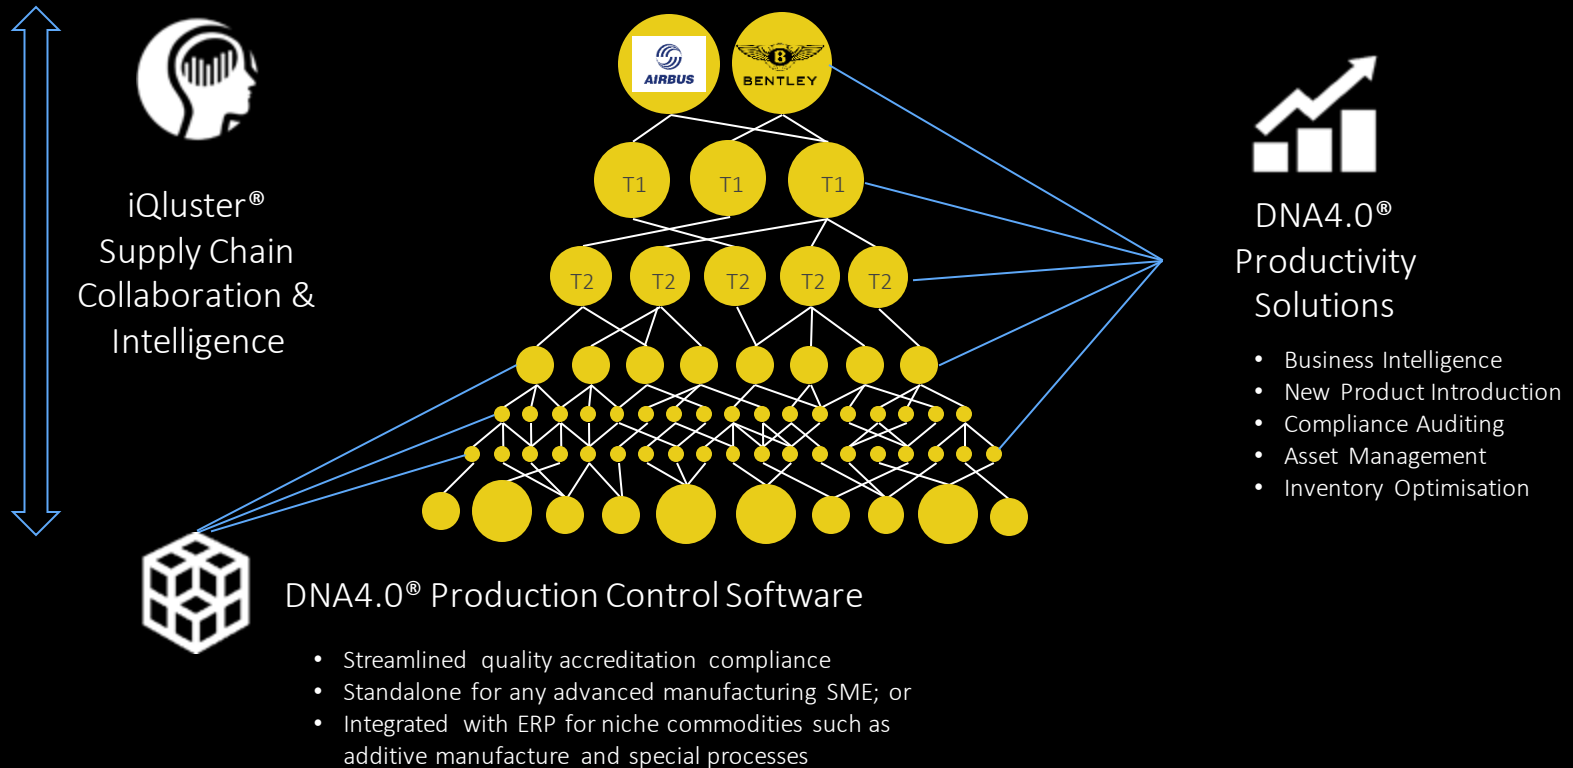 AIRBUS
B
BENTLEY
T1
T1
T1
T2
T2
T2
T2
T2
iQluster®
Supply Chain
Collaboration &
Intelligence
DNA4.0®
Productivity
Solutions
• Business Intelligence
• New Product Introduction
• Compliance Auditing
• Asset Management
• Inventory Optimisation
DNA4.0® Production Control Software
• Streamlined quality accreditation compliance
• Standalone for any advanced manufacturing SME; or
• Integrated with ERP for niche commodities such as
additive manufacture and special processes